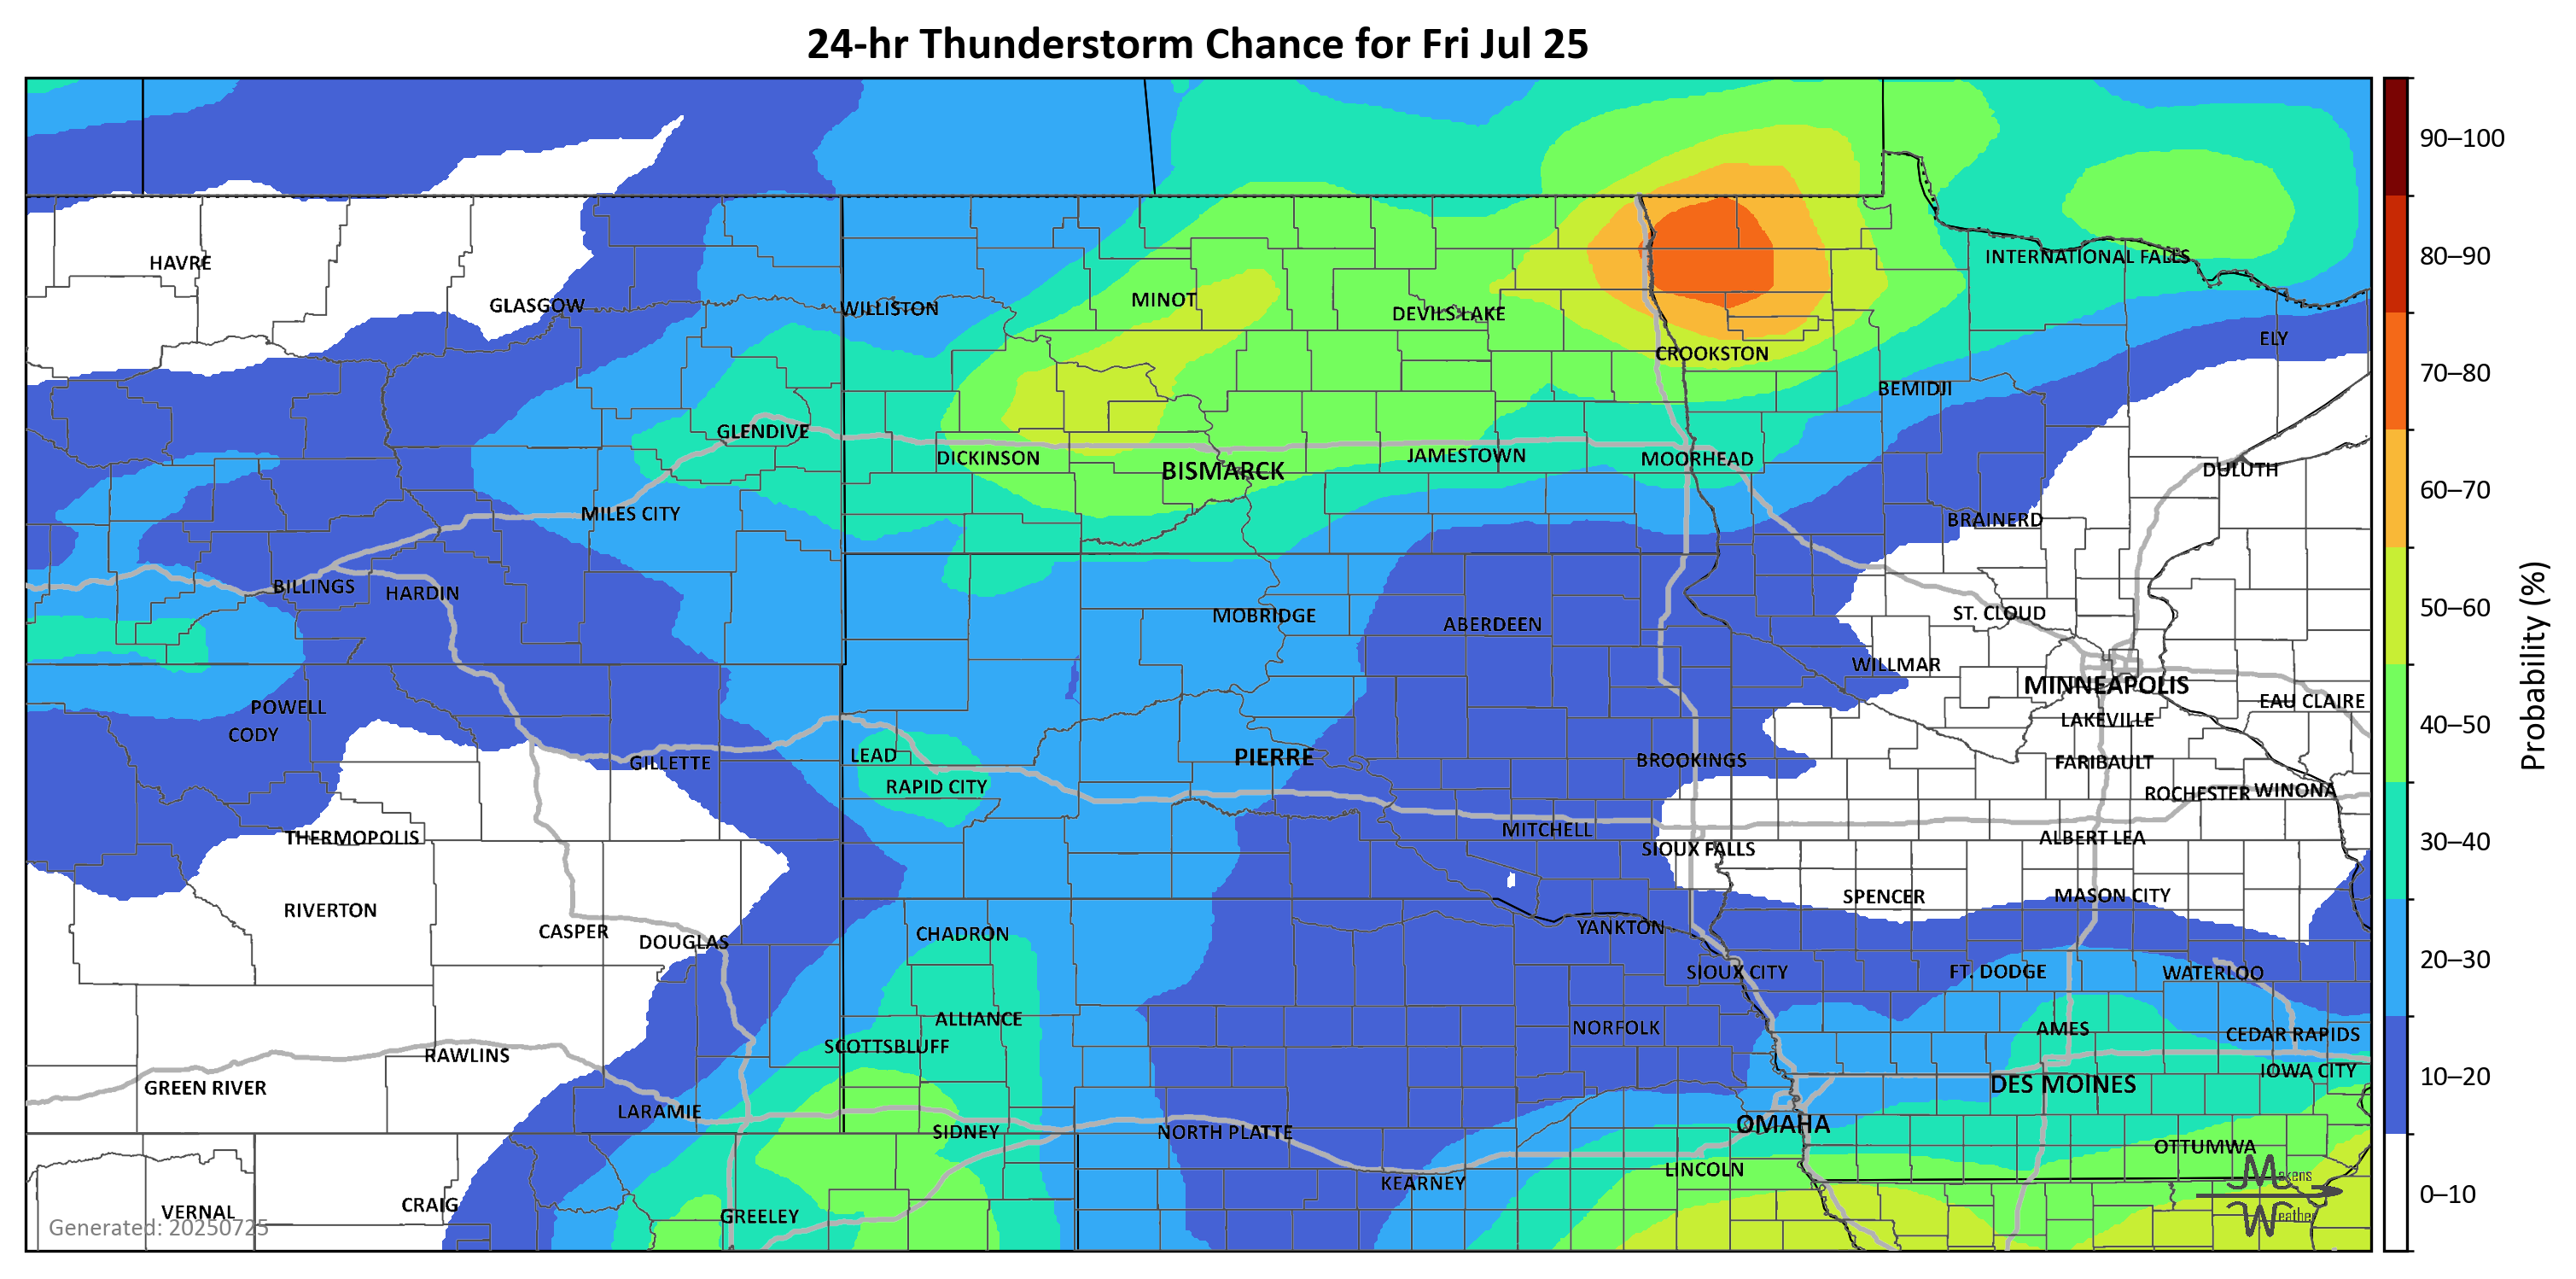 24-hr Thunderstorm Chance for Fri Jul 25
90–100
80–90
70–80
60–70
50–60
40–50
30–40
20–30
10–20
0–10
Probability (%)
HAVRE
INTERNATIONAL FALLS
GLASGOW
WILLISTON
MINOT
DEVILS LAKE
ELY
CROOKSTON
BEMIDJI
GLENDIVE
DICKINSON
BISMARCK
JAMESTOWN
MOORHEAD
DULUTH
MILES CITY
BRAINERD
BILLINGS
HARDIN
MOBRIDGE
ABERDEEN
ST. CLOUD
WILLMAR
MINNEAPOLIS
EAU CLAIRE
POWELL
LAKEVILLE
CODY
GILLETTE
LEAD
PIERRE
BROOKINGS
FARIBAULT
RAPID CITY
ROCHESTER
WINONA
THERMOPOLIS
MITCHELL
SIOUX FALLS
ALBERT LEA
RIVERTON
SPENCER
MASON CITY
CASPER
DOUGLAS
CHADRON
YANKTON
SIOUX CITY
FT. DODGE
WATERLOO
ALLIANCE
NORFOLK
AMES
CEDAR RAPIDS
RAWLINS
SCOTTSBLUFF
GREEN RIVER
DES MOINES
IOWA CITY
LARAMIE
SIDNEY
NORTH PLATTE
OMAHA
OTTUMWA
LINCOLN
KEARNEY
VERNAL
CRAIG
GREELEY
Makens
Weather
Generated: 20250725